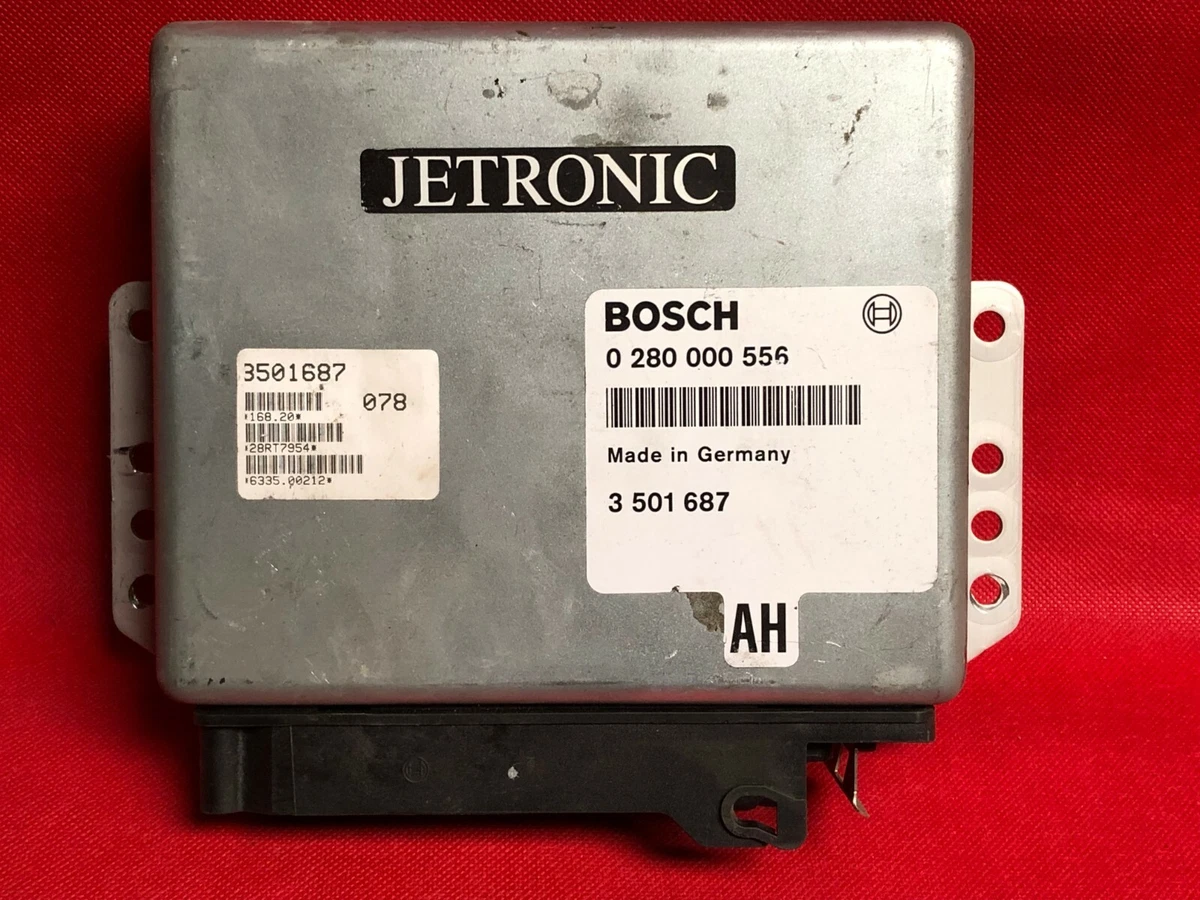 JETRONIC
BOSCH
0 280 000 556
Made in Germany
3 501 687
AH
3501687
078
*168.20*
*28RT7954*
*6335.00212*